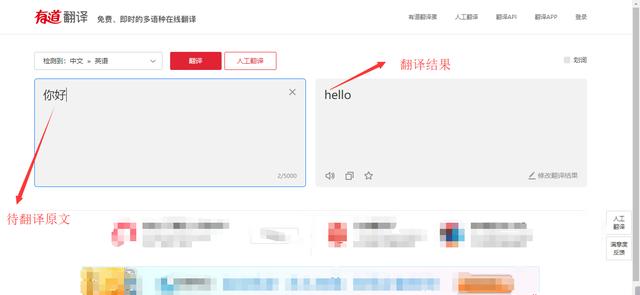 有道 翻译 免费、即时的多语种在线翻译 有道翻译蛋 人工翻译 翻译API 翻译APP 登录
检测到：中文 » 英语 翻译 人工翻译 划词
翻译结果
你好 hello
2/5000 修改翻译结果
待翻译原文
人工
翻译
满意度
反馈